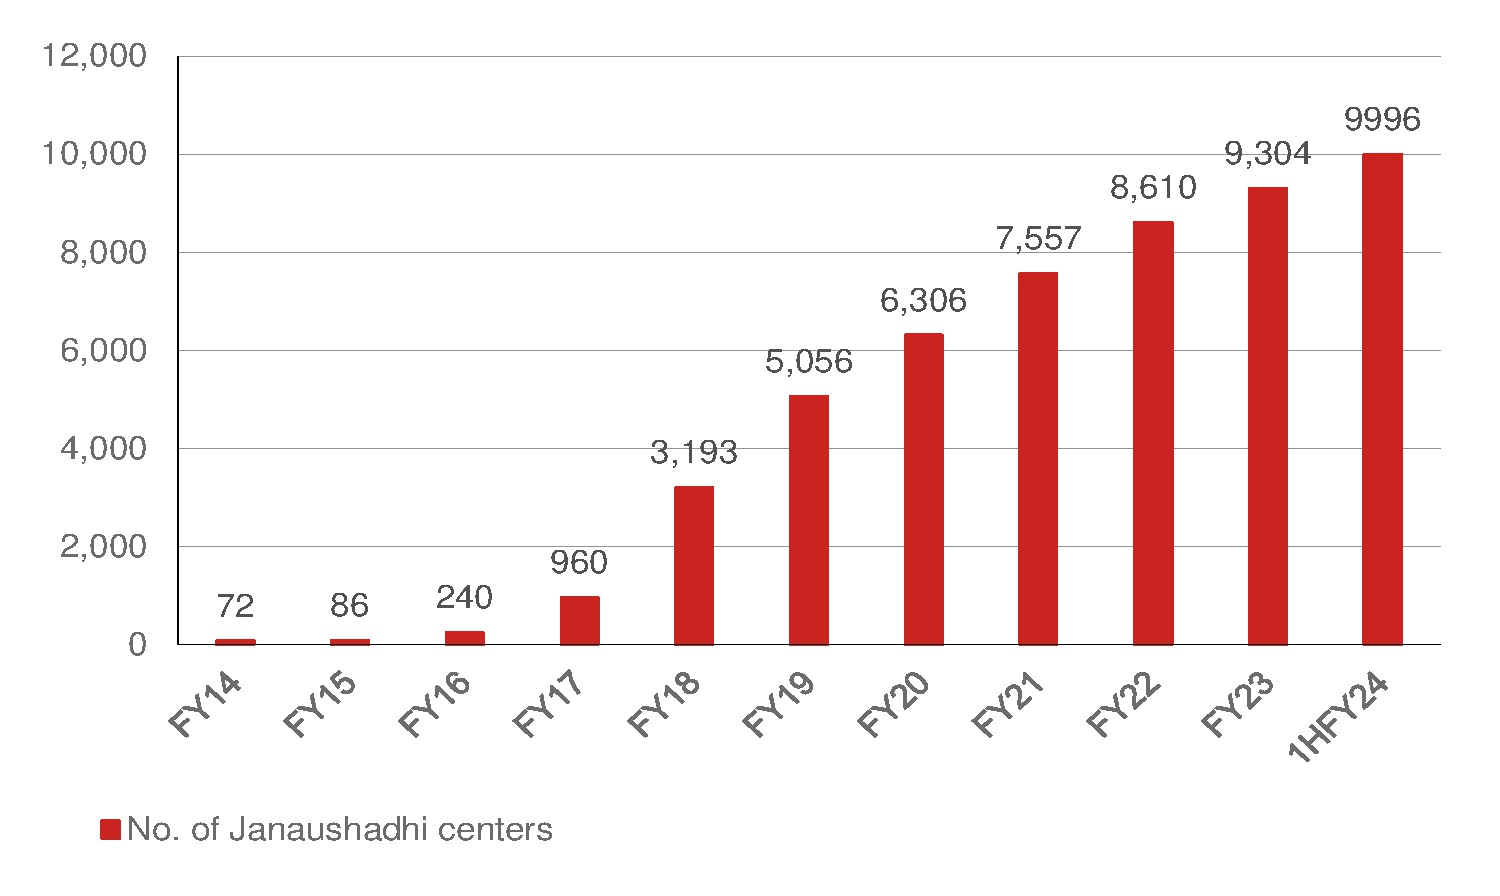 12,000
10,000
8,000
6,000
4,000
2,000
0
72
86
240
960
3,193
5,056
6,306
7,557
8,610
9,304
9996
FY14
FY15
FY16
FY17
FY18
FY19
FY20
FY21
FY22
FY23
1HFY24
No. of Janaushadhi centers